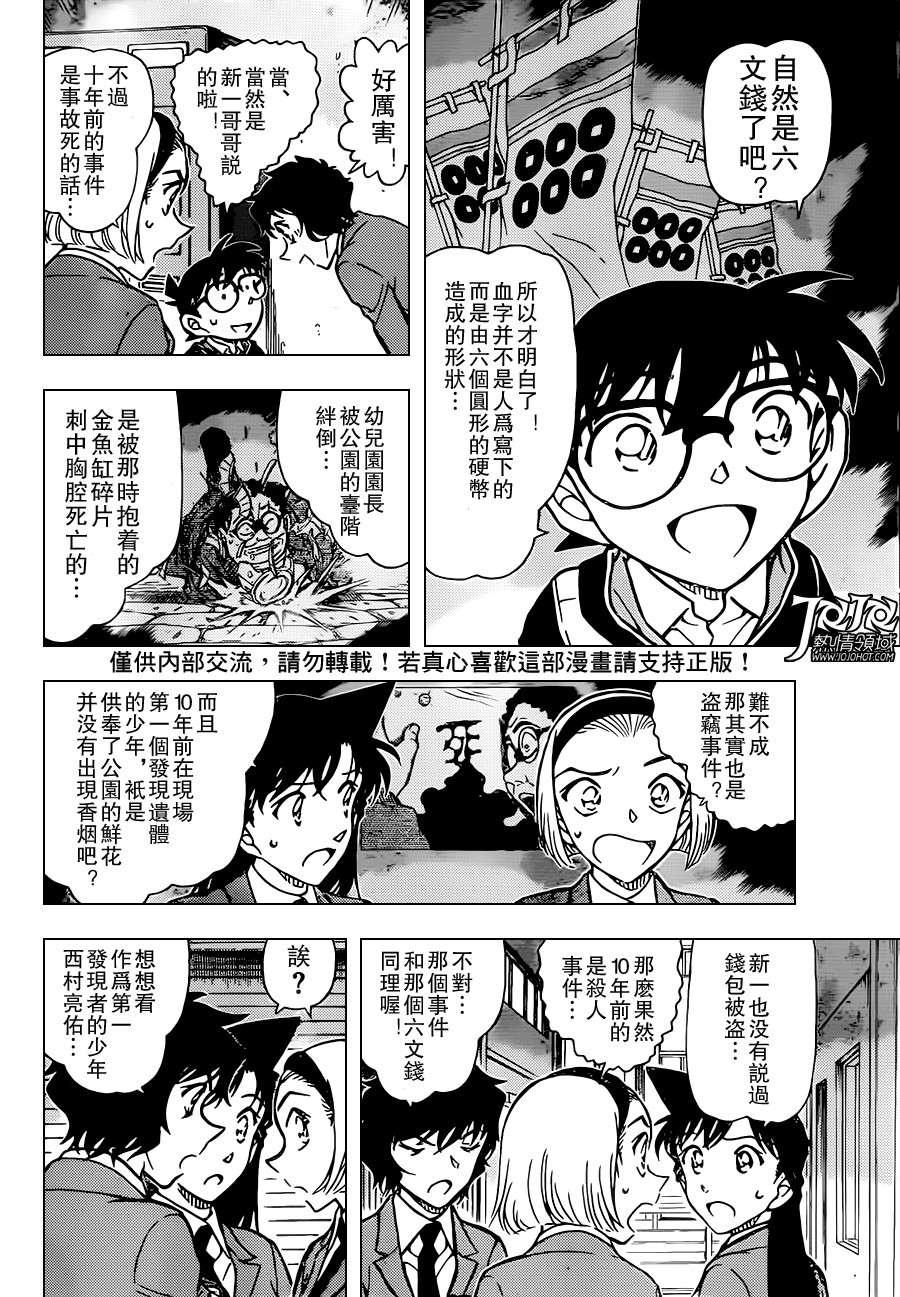 自然是六
文錢了吧？
所以才明白了！
血字并不是人爲寫下的
而是由六個圓形的硬幣
造成的形狀…
好厲害！
當、
當然是
新一哥哥説
的啦！
不過
十年前的事件
是事故死的話…
幼兒園園長
被公園的臺階
絆倒…
是被那時抱着的
金魚缸碎片
刺中胸腔死亡的…
JOJO
熱情領域
WWW.JOJOHOT.COM
僅供內部交流，請勿轉載！若真心喜歡這部漫畫請支持正版！
難不成
那其實也是
盗竊事件？
而且
10年前在現場
第一個發現遺體
的少年，衹是
供奉了公園的鮮花
并没有出現香烟吧？
新一也没有説過
錢包被盗…
那麽果然
10年前的
是殺人
事件…
不對…
那個事件
和那個六文錢
同理喔！
誒？
想想看
作爲第一
發現者的少年
西村亮佑…